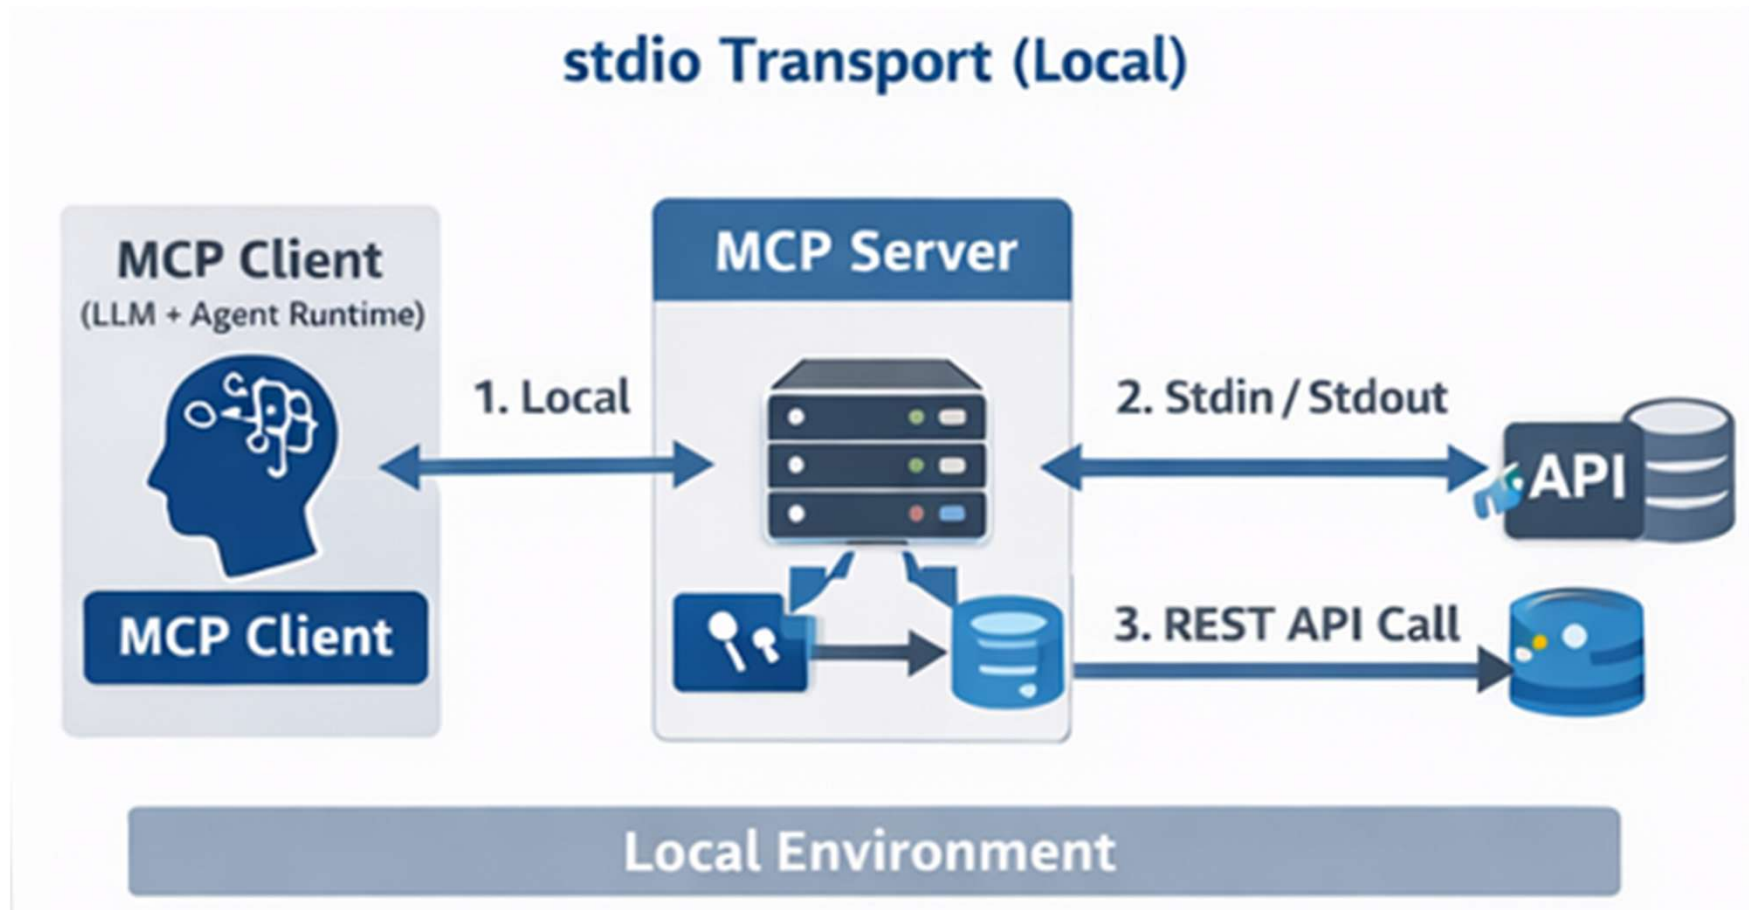 stdio Transport (Local)
MCP Client
(LLM + Agent Runtime)
MCP Client
1. Local
MCP Server
2. Stdin / Stdout
API
3. REST API Call
Local Environment